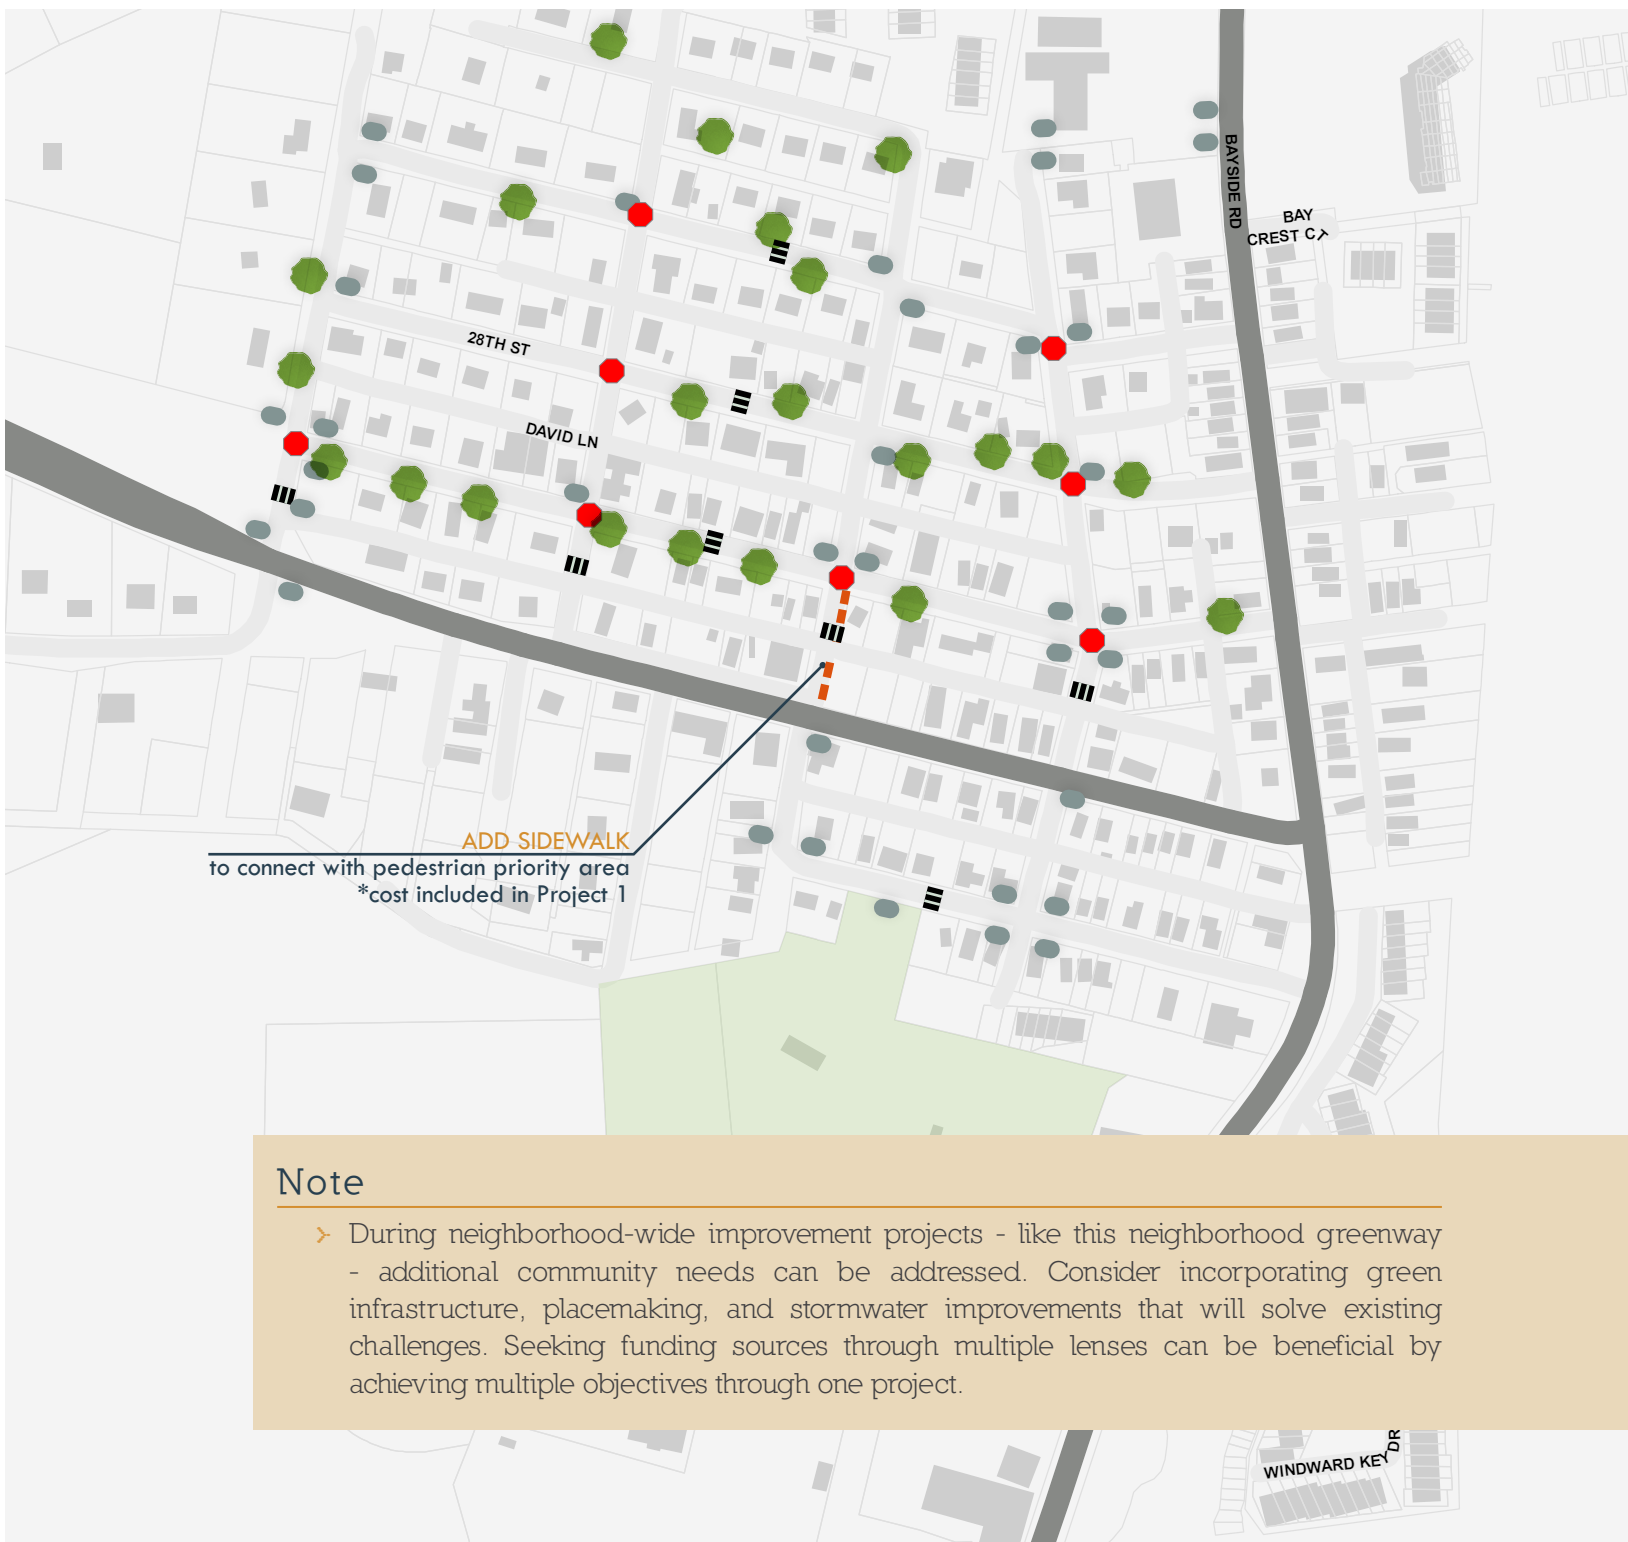 BAYSIDE RD
BAY
CREST CT
28TH ST
DAVID LN
ADD SIDEWALK
to connect with pedestrian priority area
*cost included in Project 1
Note
During neighborhood-wide improvement projects - like this neighborhood greenway
- additional community needs can be addressed. Consider incorporating green
infrastructure, placemaking, and stormwater improvements that will solve existing
challenges. Seeking funding sources through multiple lenses can be beneficial by
achieving multiple objectives through one project.
WINDWARD KEY DR